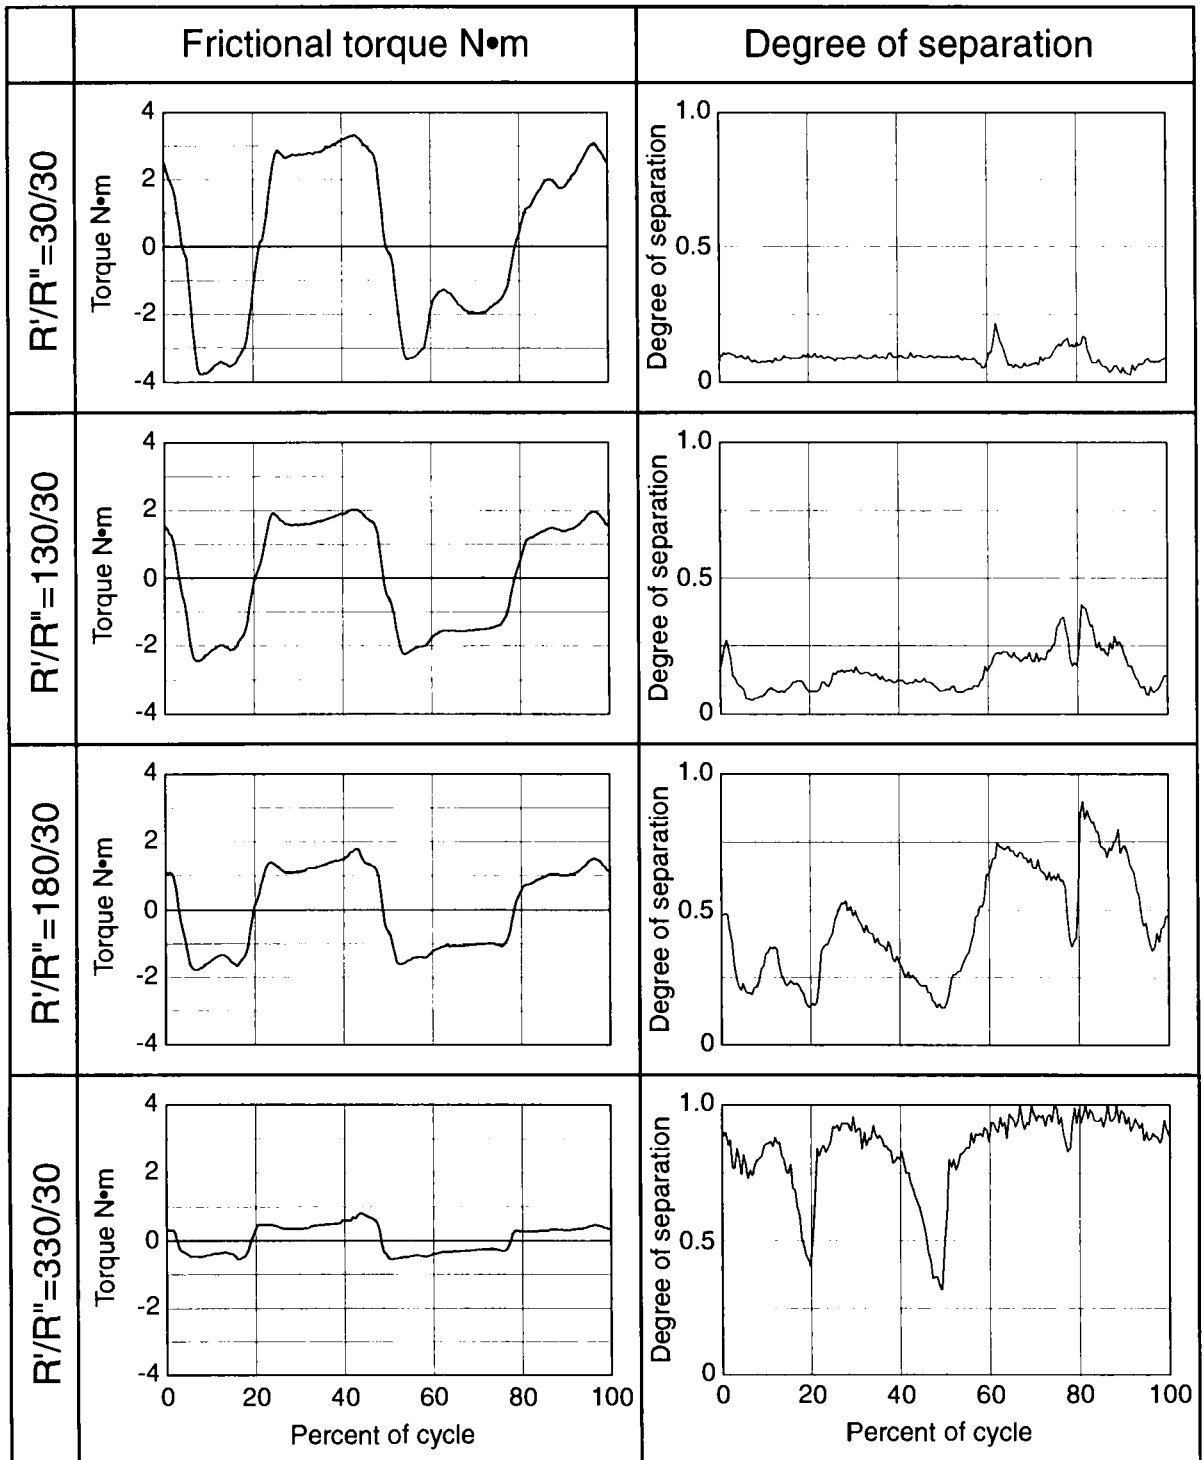 Frictional torque N•m
Degree of separation
R'/R"=30/30
Torque N•m
4
2
0
-2
-4
Degree of separation
1.0
0.5
0
R'/R"=130/30
Torque N•m
4
2
0
-2
-4
Degree of separation
1.0
0.5
0
R'/R"=180/30
Torque N•m
4
2
0
-2
-4
Degree of separation
1.0
0.5
0
R'/R"=330/30
Torque N•m
4
2
0
-2
-4
0 20 40 60 80 100
Percent of cycle
Degree of separation
1.0
0.5
0
0 20 40 60 80 100
Percent of cycle